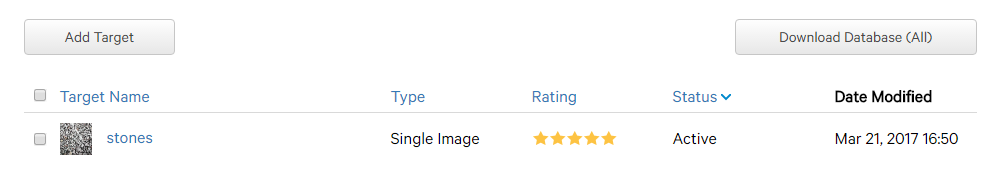 Add Target
Download Database (All)
Target Name Type Rating Status Date Modified
stones Single Image Active Mar 21, 2017 16:50